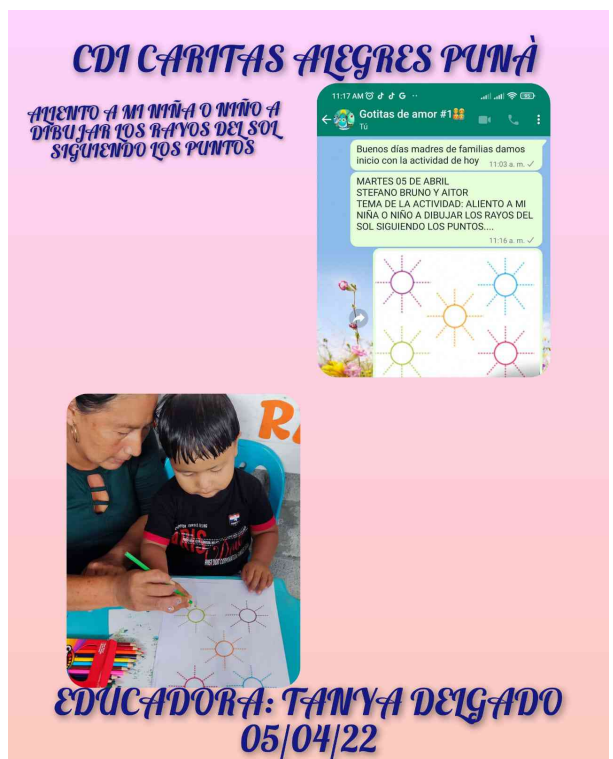 CDI CARITAS ALEGRES PUNÀ
ALIENTO A MI NIÑA O NIÑO A
DIBUJAR LOS RAYOS DEL SOL
SIGUIENDO LOS PUNTOS
11:17 AM
Gotitas de amor #1
Tú
Buenos días madres de familias damos
inicio con la actividad de hoy
11:03 a. m.
MARTES 05 DE ABRIL
STEFANO BRUNO Y AITOR
TEMA DE LA ACTIVIDAD: ALIENTO A MI
NIÑA O NIÑO A DIBUJAR LOS RAYOS DEL
SOL SIGUIENDO LOS PUNTOS....
11:16 a. m.
R
EDUCADORA: TANYA DELGADO
05/04/22